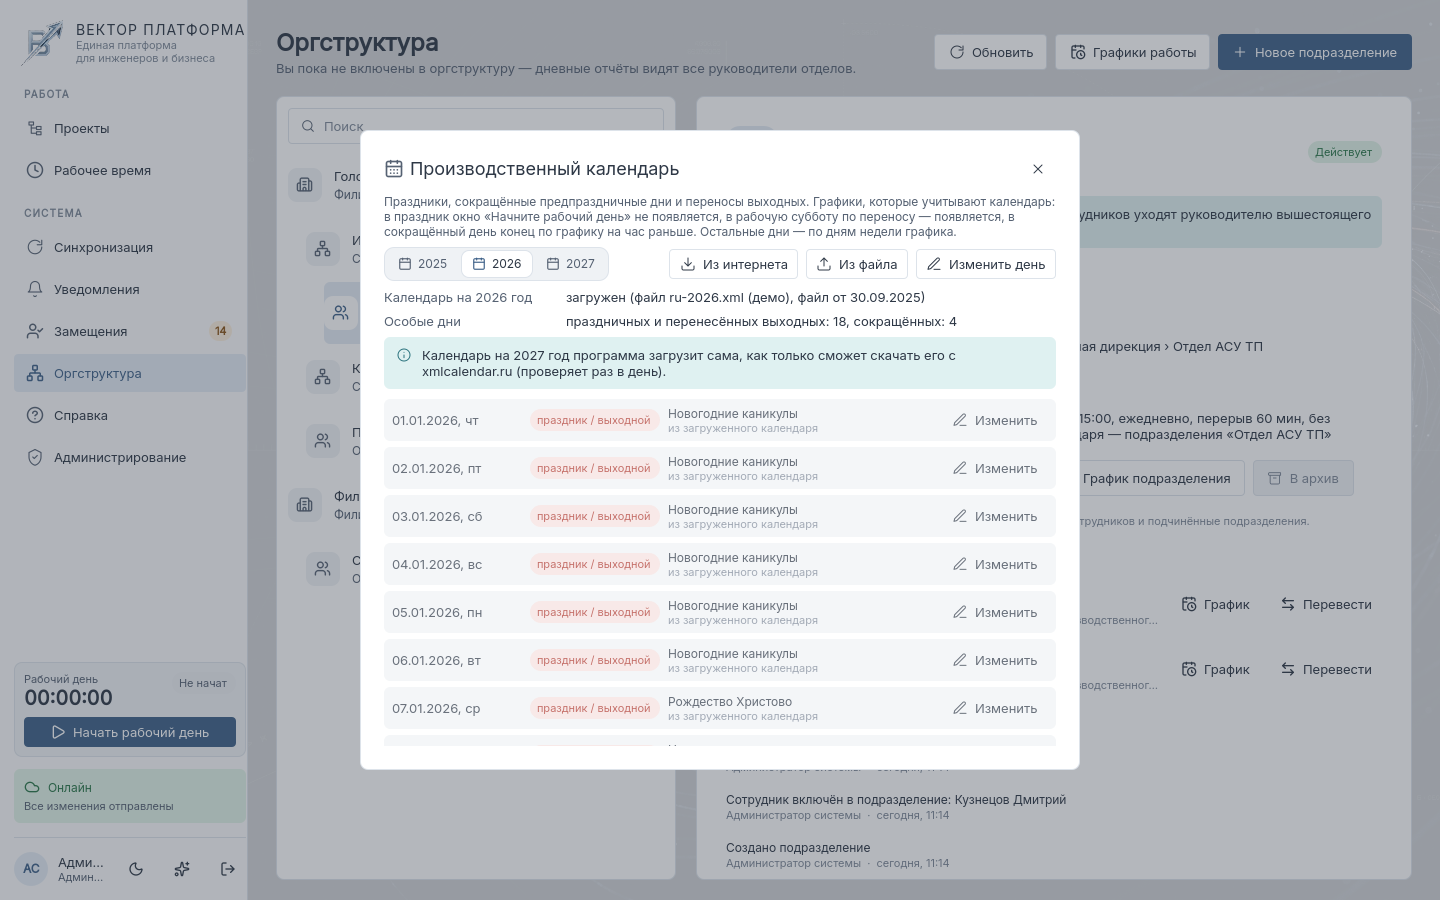 ВЕКТОР ПЛАТФОРМА
Единая платформа
для инженеров и бизнеса
РАБОТА
Проекты
Рабочее время
СИСТЕМА
Синхронизация
Уведомления
Замещения
14
Оргструктура
Справка
Администрирование
Рабочий день
Не начат
00:00:00
Начать рабочий день
Онлайн
Все изменения отправлены
АС
Адми...
Админ...
Оргструктура
Вы пока не включены в оргструктуру — дневные отчёты видят все руководители отделов.
Обновить
Графики работы
Новое подразделение
Поиск
Производственный календарь
Праздники, сокращённые предпраздничные дни и переносы выходных. Графики, которые учитывают календарь:
в праздник окно «Начните рабочий день» не появляется, в рабочую субботу по переносу — появляется, в
сокращённый день конец по графику на час раньше. Остальные дни — по дням недели графика.
2025
2026
2027
Из интернета
Из файла
Изменить день
Календарь на 2026 год
загружен (файл ru-2026.xml (демо), файл от 30.09.2025)
Особые дни
праздничных и перенесённых выходных: 18, сокращённых: 4
Календарь на 2027 год программа загрузит сама, как только сможет скачать его с
xmlcalendar.ru (проверяет раз в день).
01.01.2026, чт
праздник / выходной
Новогодние каникулы
из загруженного календаря
Изменить
02.01.2026, пт
праздник / выходной
Новогодние каникулы
из загруженного календаря
Изменить
03.01.2026, сб
праздник / выходной
Новогодние каникулы
из загруженного календаря
Изменить
04.01.2026, вс
праздник / выходной
Новогодние каникулы
из загруженного календаря
Изменить
05.01.2026, пн
праздник / выходной
Новогодние каникулы
из загруженного календаря
Изменить
06.01.2026, вт
праздник / выходной
Новогодние каникулы
из загруженного календаря
Изменить
07.01.2026, ср
праздник / выходной
Рождество Христово
из загруженного календаря
Изменить
Действует
уходят руководителю вышестоящего
дирекция › Отдел АСУ ТП
15:00, ежедневно, перерыв 60 мин, без
— подразделения «Отдел АСУ ТП»
График подразделения
В архив
и подчинённые подразделения.
График
Перевести
График
Перевести
Сотрудник включён в подразделение: Кузнецов Дмитрий
Администратор системы · сегодня, 11:14
Создано подразделение
Администратор системы · сегодня, 11:14